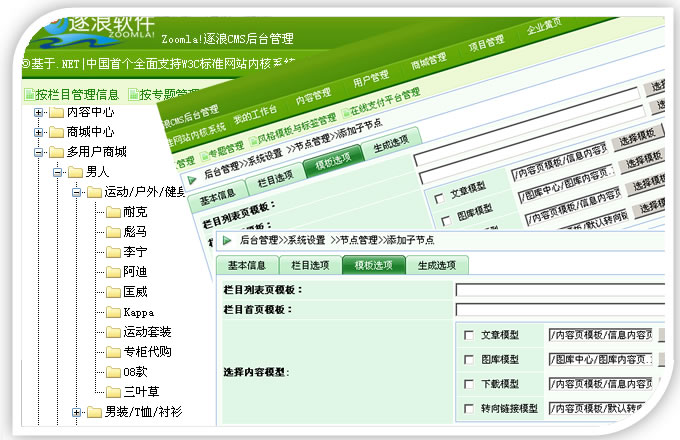 逐浪软件
ZOOMLA!
Zoomla!逐浪CMS后台管理
基于.NET|中国首个全面支持W3C标准网站内核系统
按栏目管理信息 按专题管理
内容中心
商城中心
多用户商城
男人
运动/户外/健身
耐克
彪马
李宁
阿迪
匡威
Kappa
运动套装
专柜代购
08款
三叶草
男装/T恤/衬衫
浪CMS后台管理
标准网站内核系统
我的工作台 内容管理 用户管理 商城管理 项目管理 企业黄页
管理 专题管理 风格模板与标签管理 在线支付平台管理
后台管理>>系统设置 >>节点管理>>添加子节点
基本信息 栏目选项 模板选项 生成选项
栏目列表页模板：
选择
选择
文章模型 /内容页模板/信息内容页 选择模板
图库模型 /图库中心/图库内容页. 选择模板
/内容页模板/信息内容页 选择模
/默认转向 选择
后台管理>>系统设置 >>节点管理>>添加子节点
基本信息 栏目选项 模板选项 生成选项
栏目列表页模板：
栏目首页模板：
选择内容模型：
文章模型 /内容页模板/信息内容页
图库模型 /图库中心/图库内容页.
下载模型 /内容页模板/信息内容页
转向链接模型 /内容页模板/默认转向